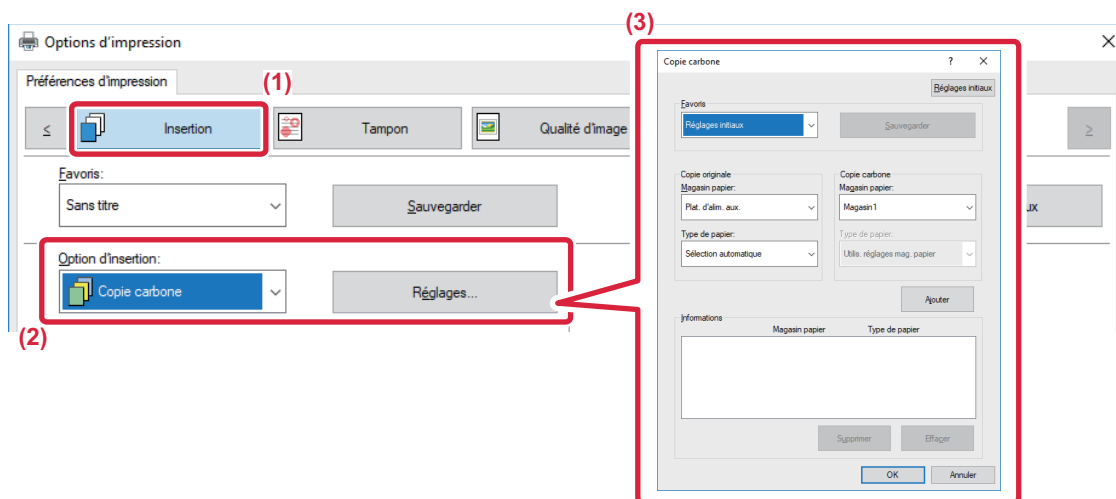 Options d'impression
Préférences d'impression
(1)
<
Insertion
Tampon
Qualité d'image
>
Favoris:
Sans titre
Sauvegarder
Option d'insertion:
Copie carbone
Réglages...
(2)
(3)
Copie carbone
?
Réglages initiaux
Favoris
Réglages initiaux
Sauvegarder
Copie originale
Magasin papier:
Plat. d'alim. aux.
Type de papier:
Sélection automatique
Copie carbone
Magasin papier:
Magasin1
Type de papier:
Utilis. réglages mag. papier
Ajouter
Informations
Magasin papier Type de papier
Supprimer
Effacer
OK
Annuler
ux